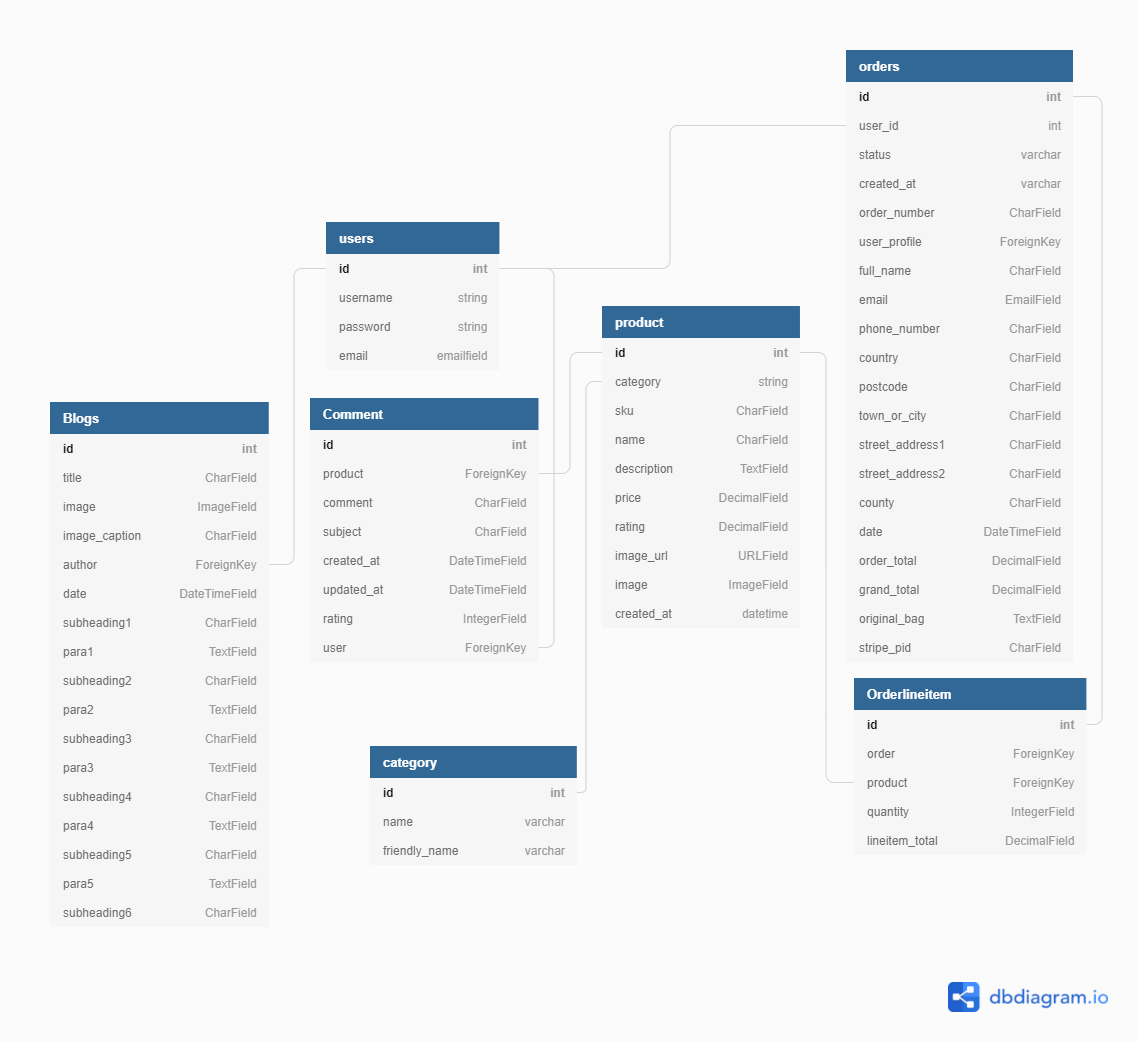 orders
id int
user_id int
status varchar
created_at varchar
order_number CharField
user_profile ForeignKey
full_name CharField
email EmailField
phone_number CharField
country CharField
postcode CharField
town_or_city CharField
street_address1 CharField
street_address2 CharField
county CharField
date DateTimeField
order_total DecimalField
grand_total DecimalField
original_bag TextField
stripe_pid CharField
users
id int
username string
password string
email emailfield
product
id int
category string
sku CharField
name CharField
description TextField
price DecimalField
rating DecimalField
image_url URLField
image ImageField
created_at datetime
Blogs
id int
title CharField
image ImageField
image_caption CharField
author ForeignKey
date DateTimeField
subheading1 CharField
para1 TextField
subheading2 CharField
para2 TextField
subheading3 CharField
para3 TextField
subheading4 CharField
para4 TextField
subheading5 CharField
para5 TextField
subheading6 CharField
Comment
id int
product ForeignKey
comment CharField
subject CharField
created_at DateTimeField
updated_at DateTimeField
rating IntegerField
user ForeignKey
category
id int
name varchar
friendly_name varchar
Orderlineitem
id int
order ForeignKey
product ForeignKey
quantity IntegerField
lineitem_total DecimalField
dbdiagram.io